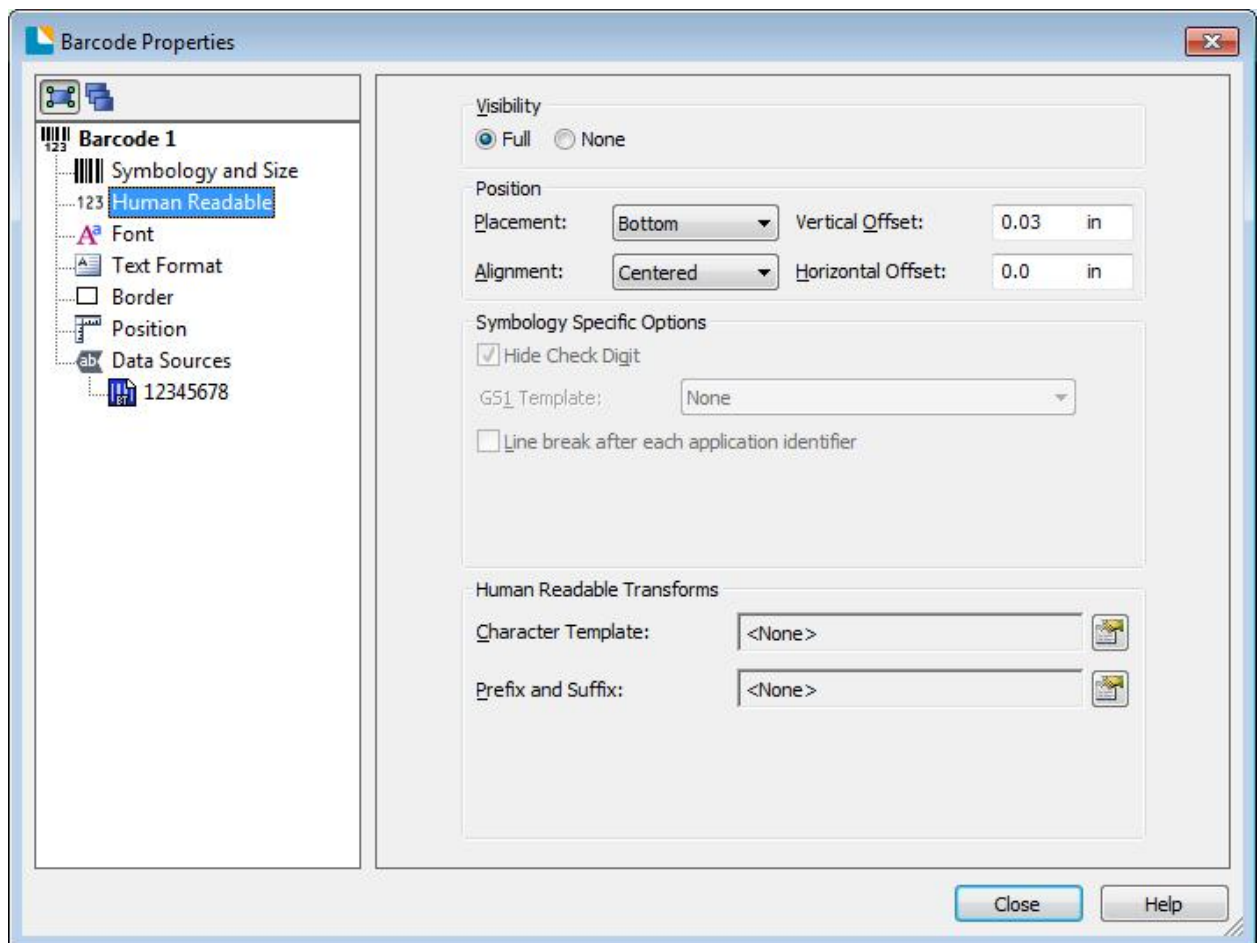 Barcode Properties
Barcode 1
Symbology and Size
123 Human Readable
Font
Text Format
Border
Position
Data Sources
12345678
Visibility
Full None
Position
Placement: Bottom Vertical Offset: 0.03 in
Alignment: Centered Horizontal Offset: 0.0 in
Symbology Specific Options
Hide Check Digit
GS1 Template: None
Line break after each application identifier
Human Readable Transforms
Character Template: <None>
Prefix and Suffix: <None>
Close Help